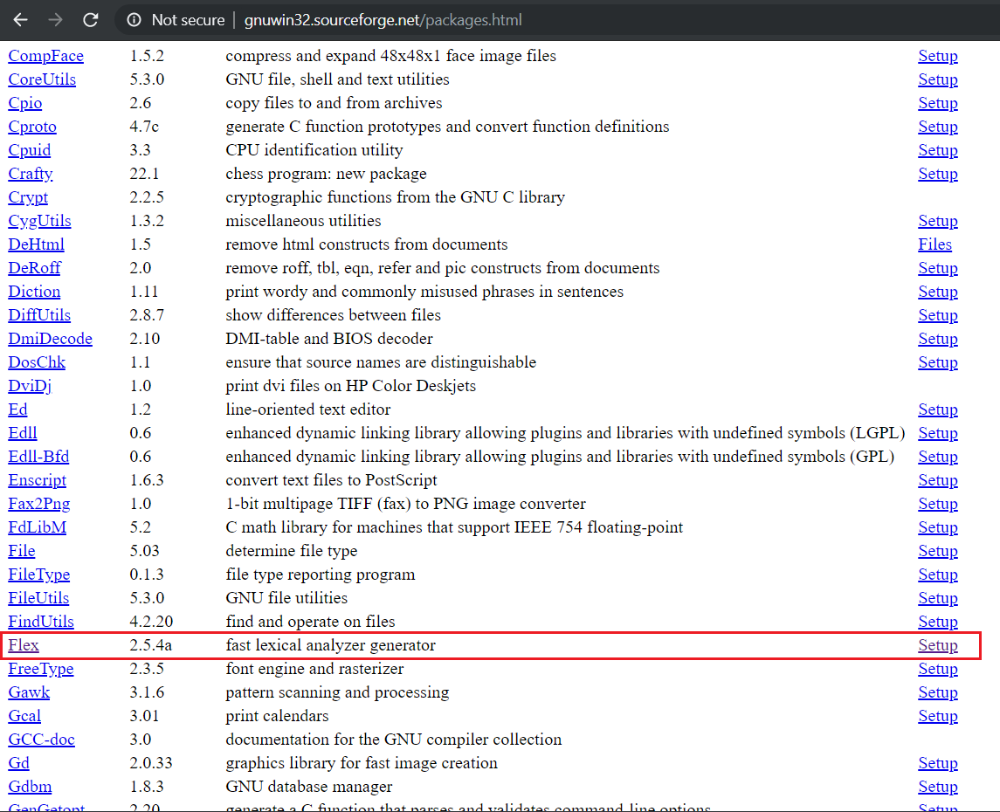 Not secure | gnuwin32.sourceforge.net/packages.html
CompFace 1.5.2 compress and expand 48x48x1 face image files Setup
CoreUtils 5.3.0 GNU file, shell and text utilities Setup
Cpio 2.6 copy files to and from archives Setup
Cproto 4.7c generate C function prototypes and convert function definitions Setup
Cpuid 3.3 CPU identification utility Setup
Crafty 22.1 chess program: new package Setup
Crypt 2.2.5 cryptographic functions from the GNU C library
CygUtils 1.3.2 miscellaneous utilities Setup
DeHtml 1.5 remove html constructs from documents Files
DeRoff 2.0 remove roff, tbl, eqn, refer and pic constructs from documents Setup
Diction 1.11 print wordy and commonly misused phrases in sentences Setup
DiffUtils 2.8.7 show differences between files Setup
DmiDecode 2.10 DMI-table and BIOS decoder Setup
DosChk 1.1 ensure that source names are distinguishable Setup
DviDj 1.0 print dvi files on HP Color Deskjets
Ed 1.2 line-oriented text editor Setup
Edll 0.6 enhanced dynamic linking library allowing plugins and libraries with undefined symbols (LGPL) Setup
Edll-Bfd 0.6 enhanced dynamic linking library allowing plugins and libraries with undefined symbols (GPL) Setup
Enscript 1.6.3 convert text files to PostScript Setup
Fax2Png 1.0 1-bit multipage TIFF (fax) to PNG image converter Setup
FdLibM 5.2 C math library for machines that support IEEE 754 floating-point Setup
File 5.03 determine file type Setup
FileType 0.1.3 file type reporting program Setup
FileUtils 5.3.0 GNU file utilities Setup
FindUtils 4.2.20 find and operate on files Setup
Flex 2.5.4a fast lexical analyzer generator Setup
FreeType 2.3.5 font engine and rasterizer Setup
Gawk 3.1.6 pattern scanning and processing Setup
Gcal 3.01 print calendars Setup
GCC-doc 3.0 documentation for the GNU compiler collection
Gd 2.0.33 graphics library for fast image creation Setup
Gdbm 1.8.3 GNU database manager Setup
GenGetopt 2.20 generate a C function that parses and validates command-line options Setup